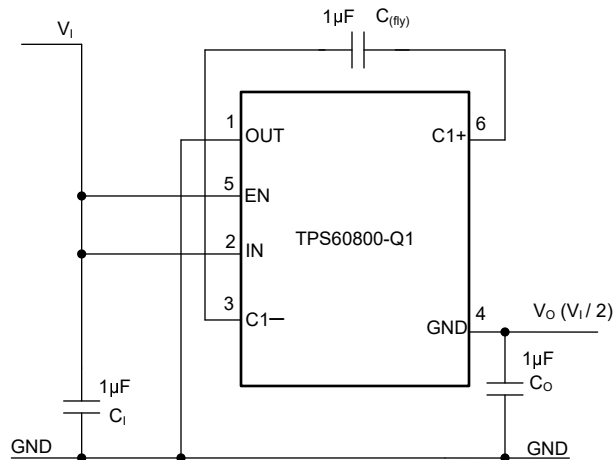 1µF C(fly)
VI
1 OUT
C1+ 6
5 EN
2 IN
TPS60800-Q1
3 C1—
GND 4
VO (VI / 2)
1µF
CO
1µF
CI
GND
GND